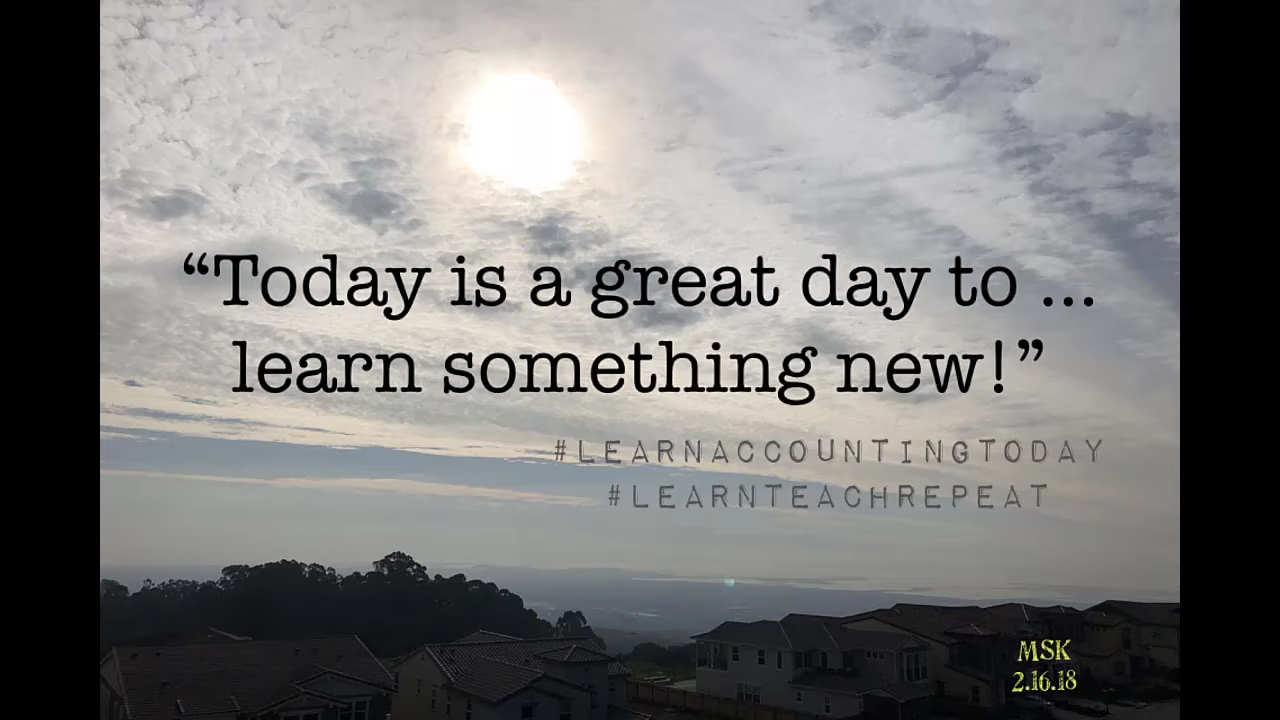 “Today is a great day to ...
learn something new!”
#LEARNACCOUNTINGTODAY
#LEARNTEACHREPEAT
MSK
2.16.18